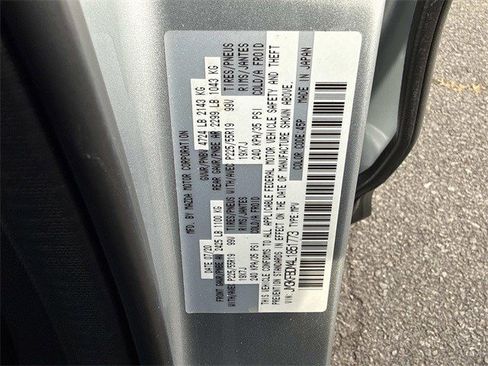 MFD. BY MAZDA MOTOR CORPORATION
DATE: 07/20 GVWR/PNBV 4724 LB 2143 KG
GAWR/PNBE AV 2425 LB 1100 KG REAR GAWR/PNBE AR 2299 LB 1043 KG
WITH/AVEC P225/55R19 99V TIRES/PNEUS WITH/AVEC P225/55R19 99V TIRES/PNEUS
19X7J RIMS/JANTES 19X7J RIMS/JANTES
240 KPA/35 PSI COLD/A FROID 240 KPA/35 PSI COLD/A FROID
THIS VEHICLE CONFORMS TO ALL APPLICABLE FEDERAL MOTOR VEHICLE SAFETY AND THEFT
PREVENTION STANDARDS IN EFFECT ON THE DATE OF MANUFACTURE SHOWN ABOVE.
VIN: TYPE: MPV COLOR CODE: 45P MADE IN JAPAN